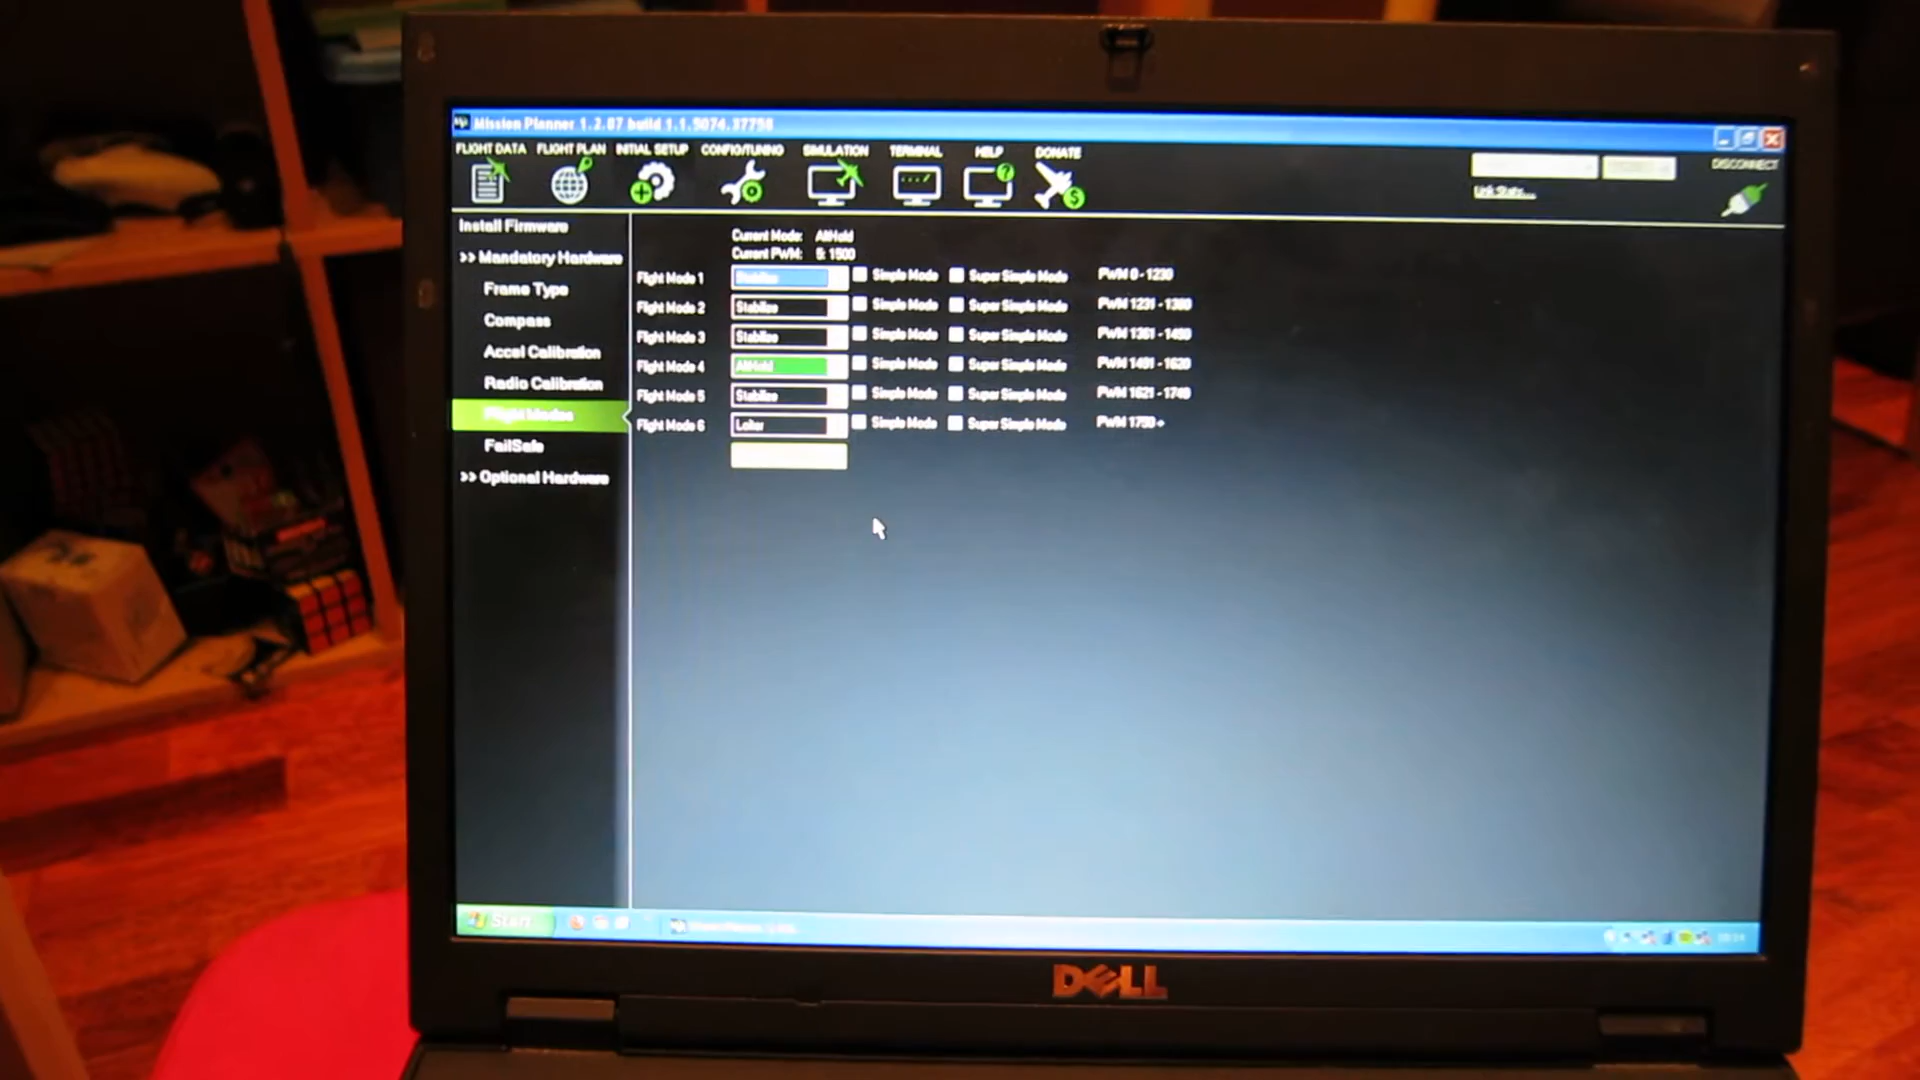 Mission Planner 1.2.87 build 1.1.5074.37758
FLIGHT DATA FLIGHT PLAN INITIAL SETUP CONFIG/TUNING SIMULATION TERMINAL HELP DONATE
DISCONNECT
Link Stats...
Install Firmware
>> Mandatory Hardware
Frame Type
Compass
Accel Calibration
Radio Calibration
Flight Modes
FailSafe
>> Optional Hardware
Current Mode: AltHold
Current PWM: 5: 1500
Flight Mode 1 Stabilize Simple Mode Super Simple Mode PWM 0 - 1230
Flight Mode 2 Stabilize Simple Mode Super Simple Mode PWM 1231 - 1360
Flight Mode 3 Stabilize Simple Mode Super Simple Mode PWM 1361 - 1490
Flight Mode 4 AltHold Simple Mode Super Simple Mode PWM 1491 - 1620
Flight Mode 5 Stabilize Simple Mode Super Simple Mode PWM 1621 - 1749
Flight Mode 6 Loiter Simple Mode Super Simple Mode PWM 1750 +
Start
DELL